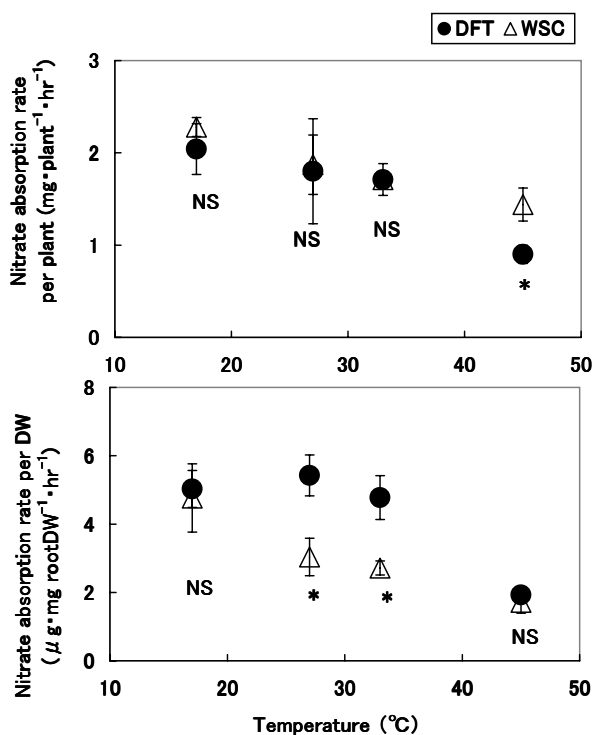 ● DFT △ WSC
Nitrate absorption rate
per plant (mg・plant⁻¹・hr⁻¹)
3
2
1
0
NS
NS
NS
*
10 20 30 40 50
Nitrate absorption rate per DW
(μg・mg rootDW⁻¹・hr⁻¹)
8
6
4
2
0
NS
*
*
NS
10 20 30 40 50
Temperature (℃)